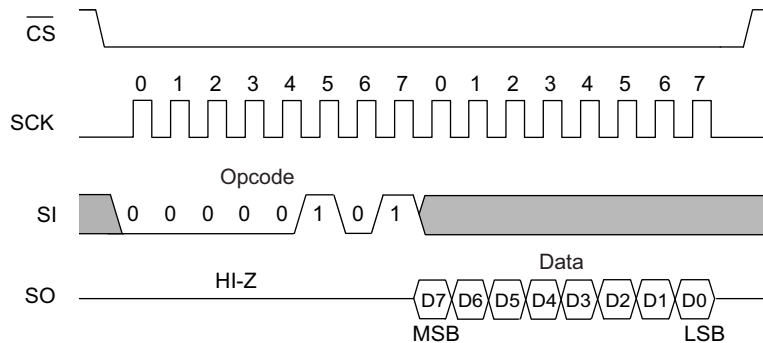 C̅S̅
0 1 2 3 4 5 6 7 0 1 2 3 4 5 6 7
SCK
Opcode
SI 0 0 0 0 0 1 0 1
Data
HI-Z
SO D7 D6 D5 D4 D3 D2 D1 D0
MSB LSB